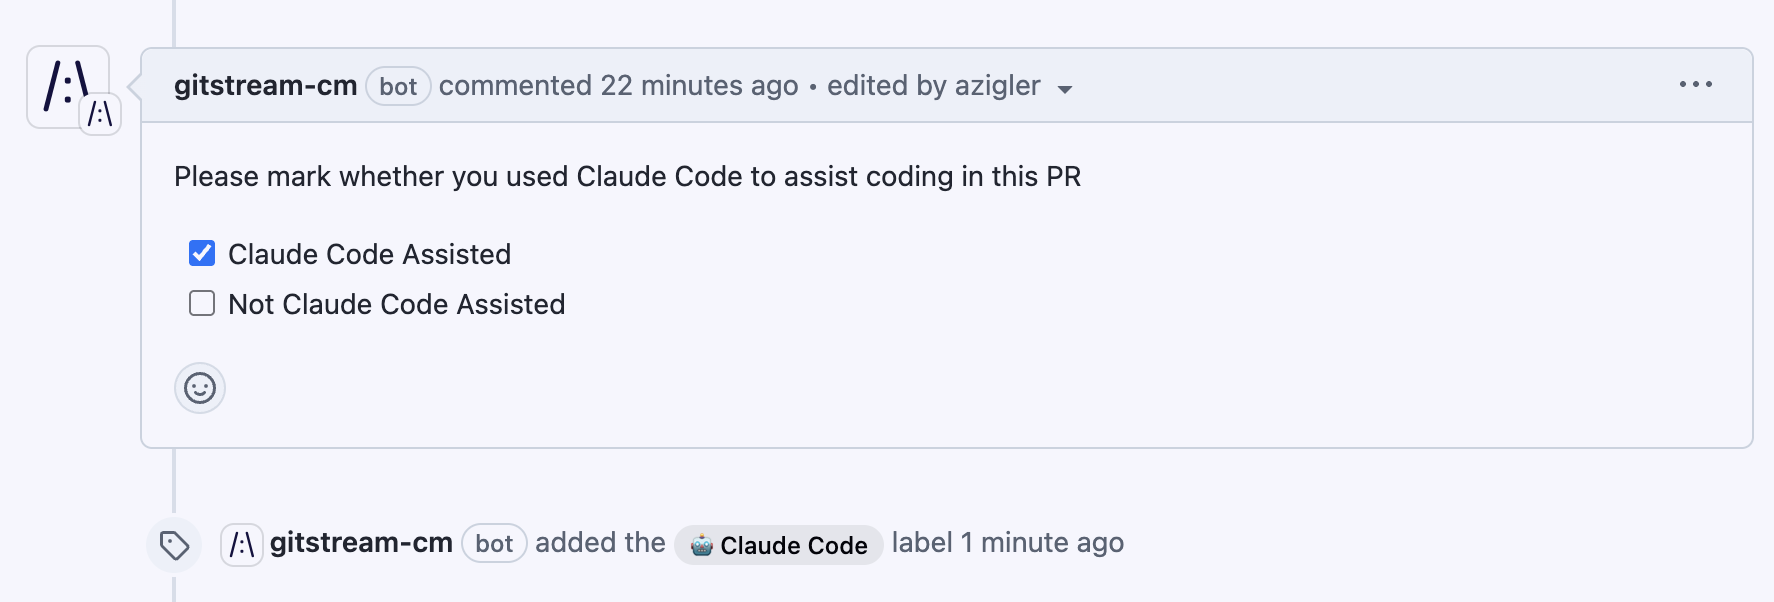 gitstream-cm bot commented 22 minutes ago • edited by azigler
Please mark whether you used Claude Code to assist coding in this PR
Claude Code Assisted
Not Claude Code Assisted
gitstream-cm bot added the 🤖 Claude Code label 1 minute ago